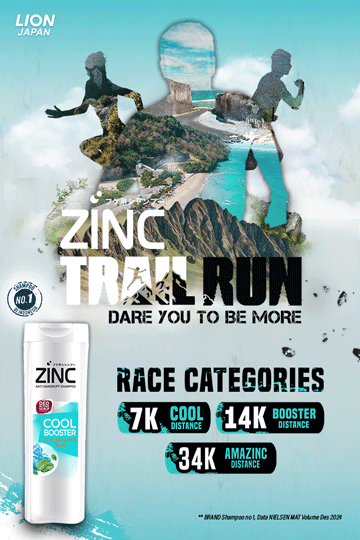 LION
JAPAN
ZINC
TRAIL RUN
DARE YOU TO BE MORE
SHAMPOO
NO.1
ZINC
ANTI DANDRUFF SHAMPOO
COOL
BOOSTER
RACE CATEGORIES
7K COOL DISTANCE
14K BOOSTER DISTANCE
34K AMAZINC DISTANCE
** BRAND Shampoo no 1, Data NIELSEN MAT Volume Des 2024